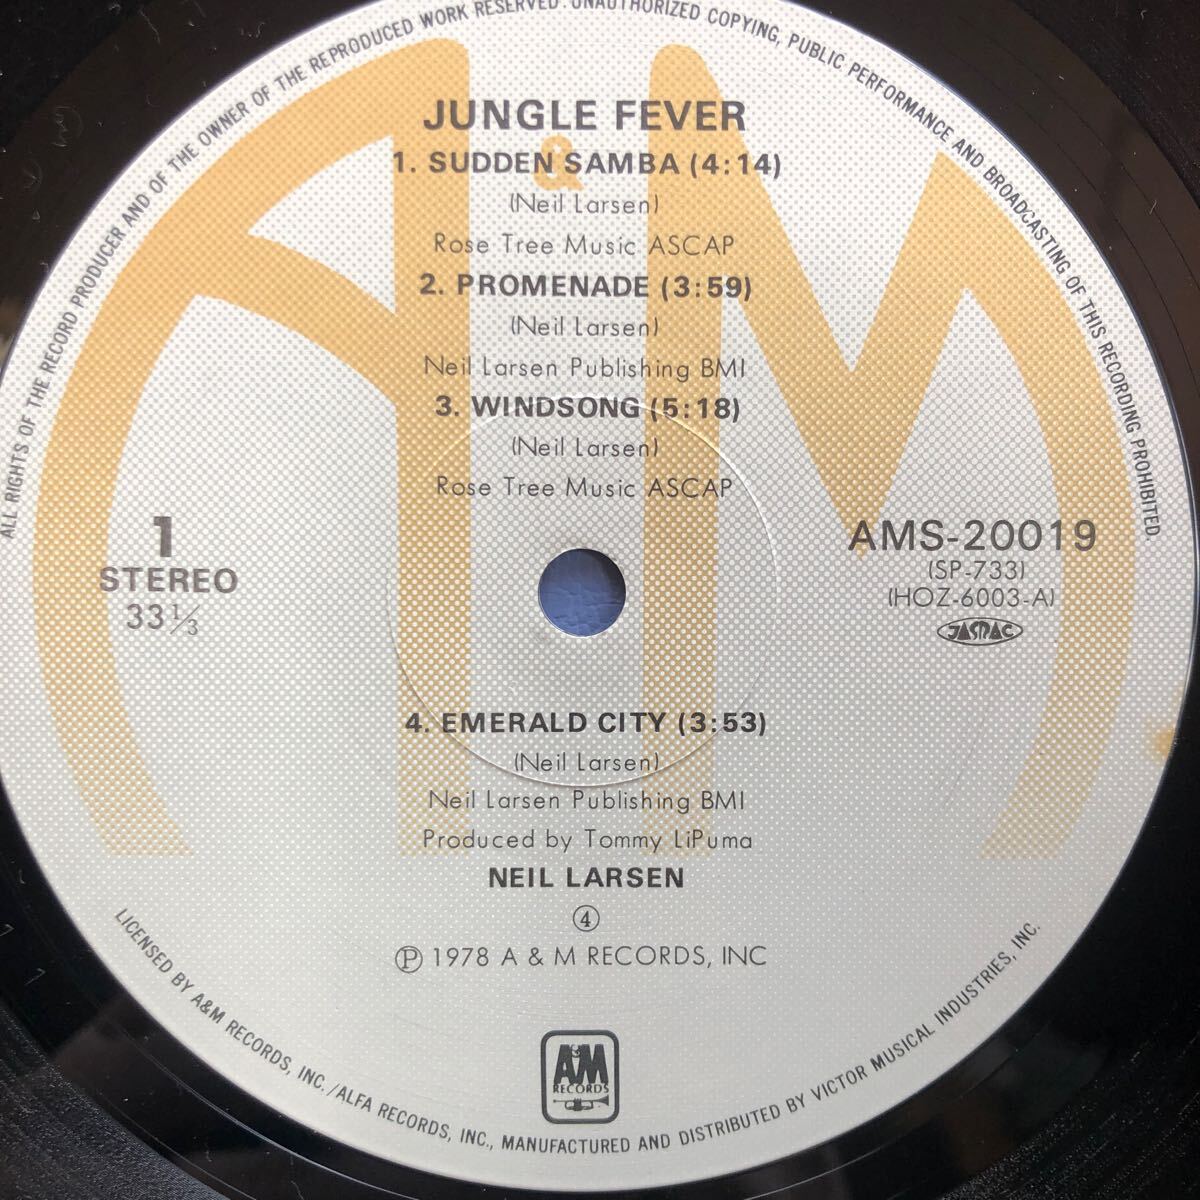 ALL RIGHTS OF THE RECORD PRODUCER AND OF THE OWNER OF THE REPRODUCED WORK RESERVED. UNAUTHORIZED COPYING, PUBLIC PERFORMANCE AND BROADCASTING OF THIS RECORDING PROHIBITED.
A&M
JUNGLE FEVER
1. SUDDEN SAMBA (4:14)
(Neil Larsen)
Rose Tree Music ASCAP
2. PROMENADE (3:59)
(Neil Larsen)
Neil Larsen Publishing BMI
3. WINDSONG (5:18)
(Neil Larsen)
Rose Tree Music ASCAP
1
STEREO
33 1/3
AMS-20019
(SP-733)
(HOZ-6003-A)
JASRAC
4. EMERALD CITY (3:53)
(Neil Larsen)
Neil Larsen Publishing BMI
Produced by Tommy LiPuma
NEIL LARSEN
④
Ⓟ 1978 A & M RECORDS, INC
A&M
RECORDS
LICENSED BY A&M RECORDS, INC./ALFA RECORDS, INC., MANUFACTURED AND DISTRIBUTED BY VICTOR MUSICAL INDUSTRIES, INC.